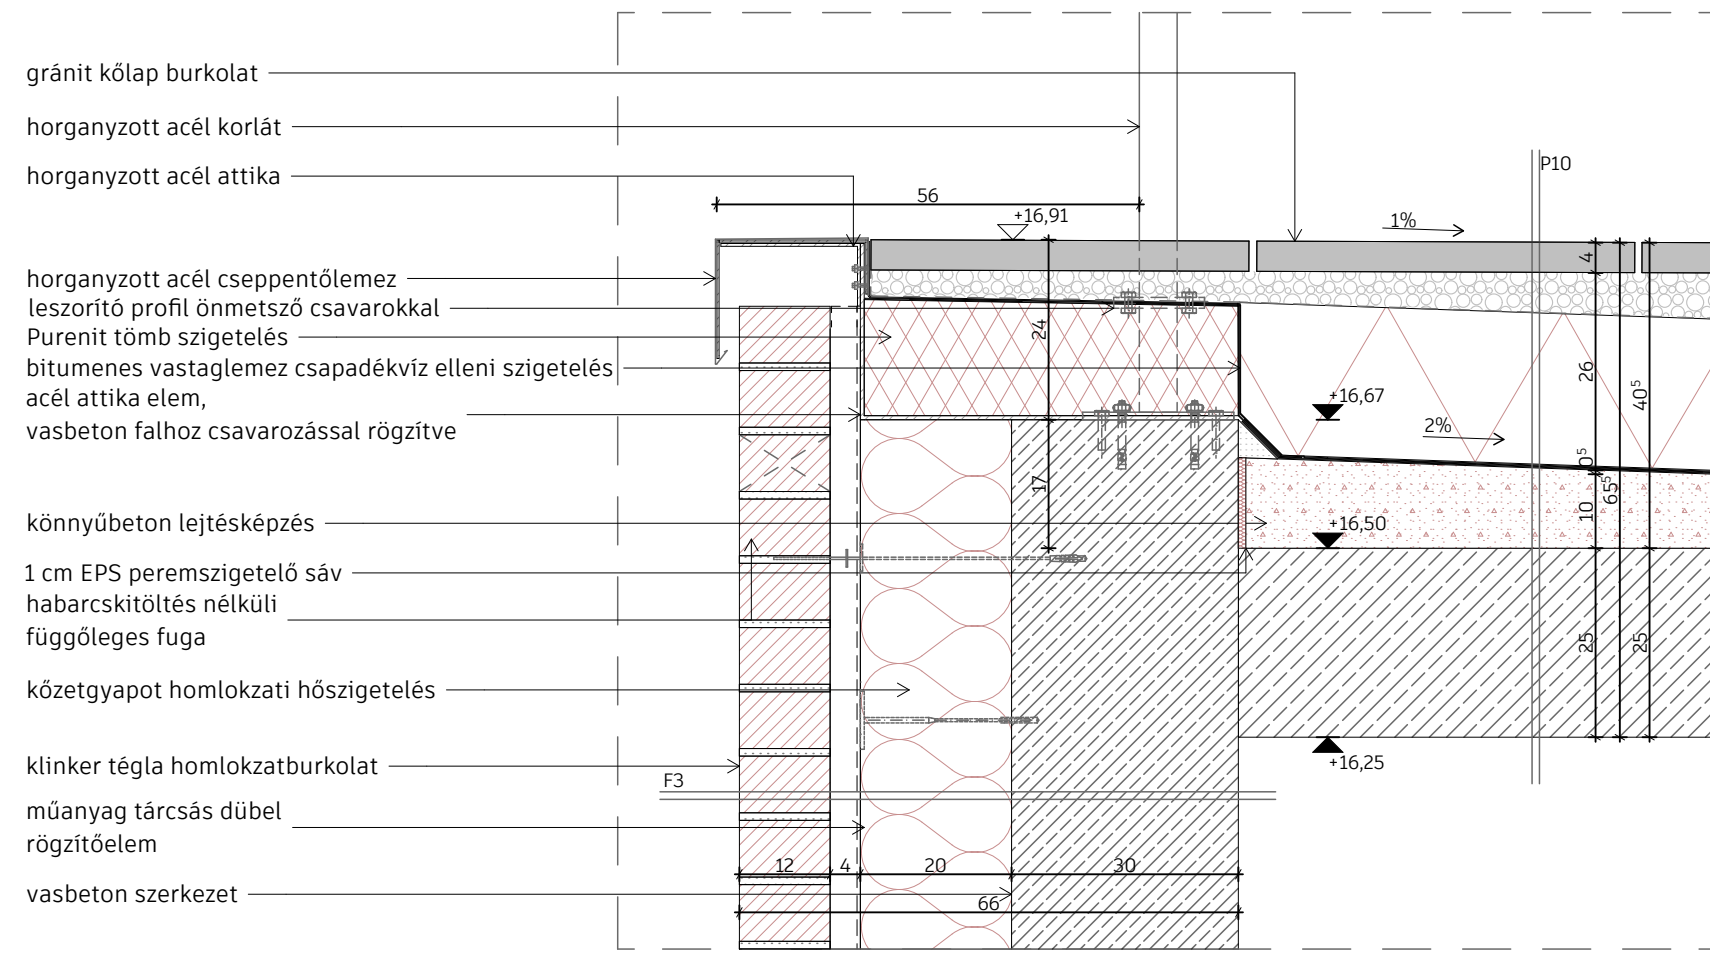 gránit kőlap burkolat
horganyzott acél korlát
horganyzott acél attika
horganyzott acél cseppentőlemez
leszorító profil önmetsző csavarokkal
Purenit tömb szigetelés
bitumenes vastaglemez csapadékvíz elleni szigetelés
acél attika elem,
vasbeton falhoz csavarozással rögzítve
könnyűbeton lejtésképzés
1 cm EPS peremszigetelő sáv
habarcskitöltés nélküli
függőleges fuga
kőzetgyapot homlokzati hőszigetelés
klinker tégla homlokzatburkolat
műanyag tárcsás dübel
rögzítőelem
vasbeton szerkezet
P10
56
+16,91
1%
4
24
26
40⁵
+16,67
2%
0⁵
65⁵
17
10
+16,50
25
25
+16,25
F3
12
4
20
30
66